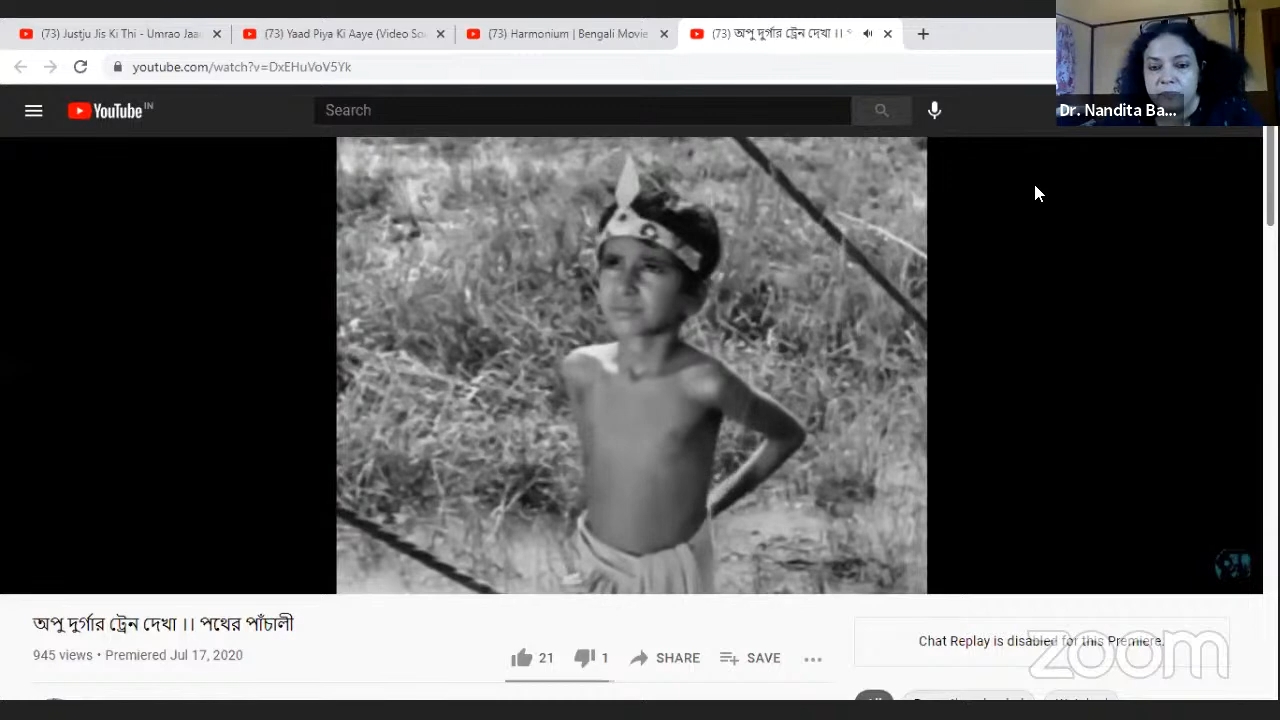 (73) Justju Jis Ki Thi - Umrao Jaa
(73) Yaad Piya Ki Aaye (Video So
(73) Harmonium | Bengali Movie
(73) অপু দুর্গার ট্রেন দেখা ।।
youtube.com/watch?v=DxEHuVoV5Yk
Dr. Nandita Ba...
YouTube IN
Search
অপু দুর্গার ট্রেন দেখা ।। পথের পাঁচালী
945 views • Premiered Jul 17, 2020
21
1
SHARE
SAVE
Chat Replay is disabled for this Premiere.
zoom